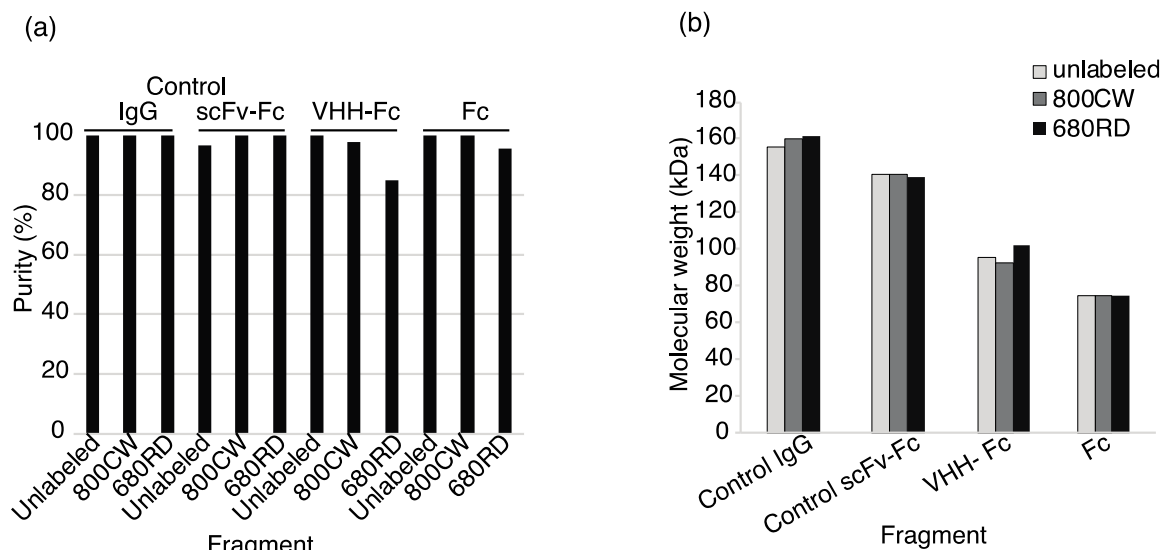 (a)
Control
IgG scFv-Fc VHH-Fc Fc
100
80
60
40
20
0
Purity (%)
Unlabeled
800CW
680RD
Unlabeled
800CW
680RD
Unlabeled
800CW
680RD
Unlabeled
800CW
680RD
Fragment
(b)
unlabeled
800CW
680RD
180
160
140
120
100
80
60
40
20
0
Molecular weight (kDa)
Control IgG
Control scFv-Fc
VHH- Fc
Fc
Fragment